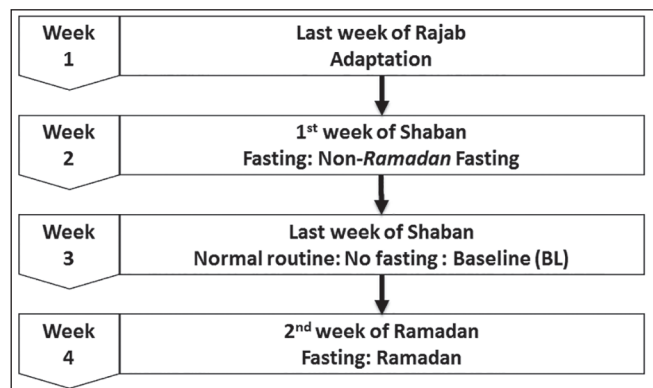 Week
1
Last week of Rajab
Adaptation
Week
2
1st week of Shaban
Fasting: Non-Ramadan Fasting
Week
3
Last week of Shaban
Normal routine: No fasting : Baseline (BL)
Week
4
2nd week of Ramadan
Fasting: Ramadan